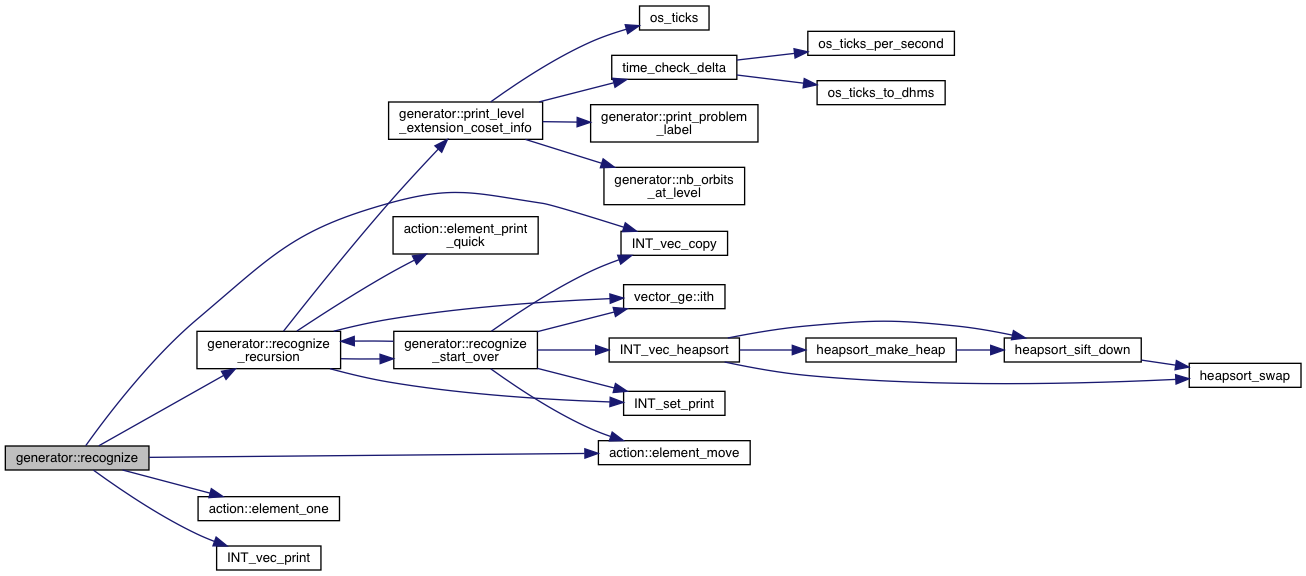 os_ticks
os_ticks_per_second
time_check_delta
os_ticks_to_dhms
generator::print_level
_extension_coset_info
generator::print_problem
_label
generator::nb_orbits
_at_level
action::element_print
_quick
INT_vec_copy
vector_ge::ith
generator::recognize
_recursion
generator::recognize
_start_over
INT_vec_heapsort
heapsort_make_heap
heapsort_sift_down
heapsort_swap
INT_set_print
generator::recognize
action::element_move
action::element_one
INT_vec_print